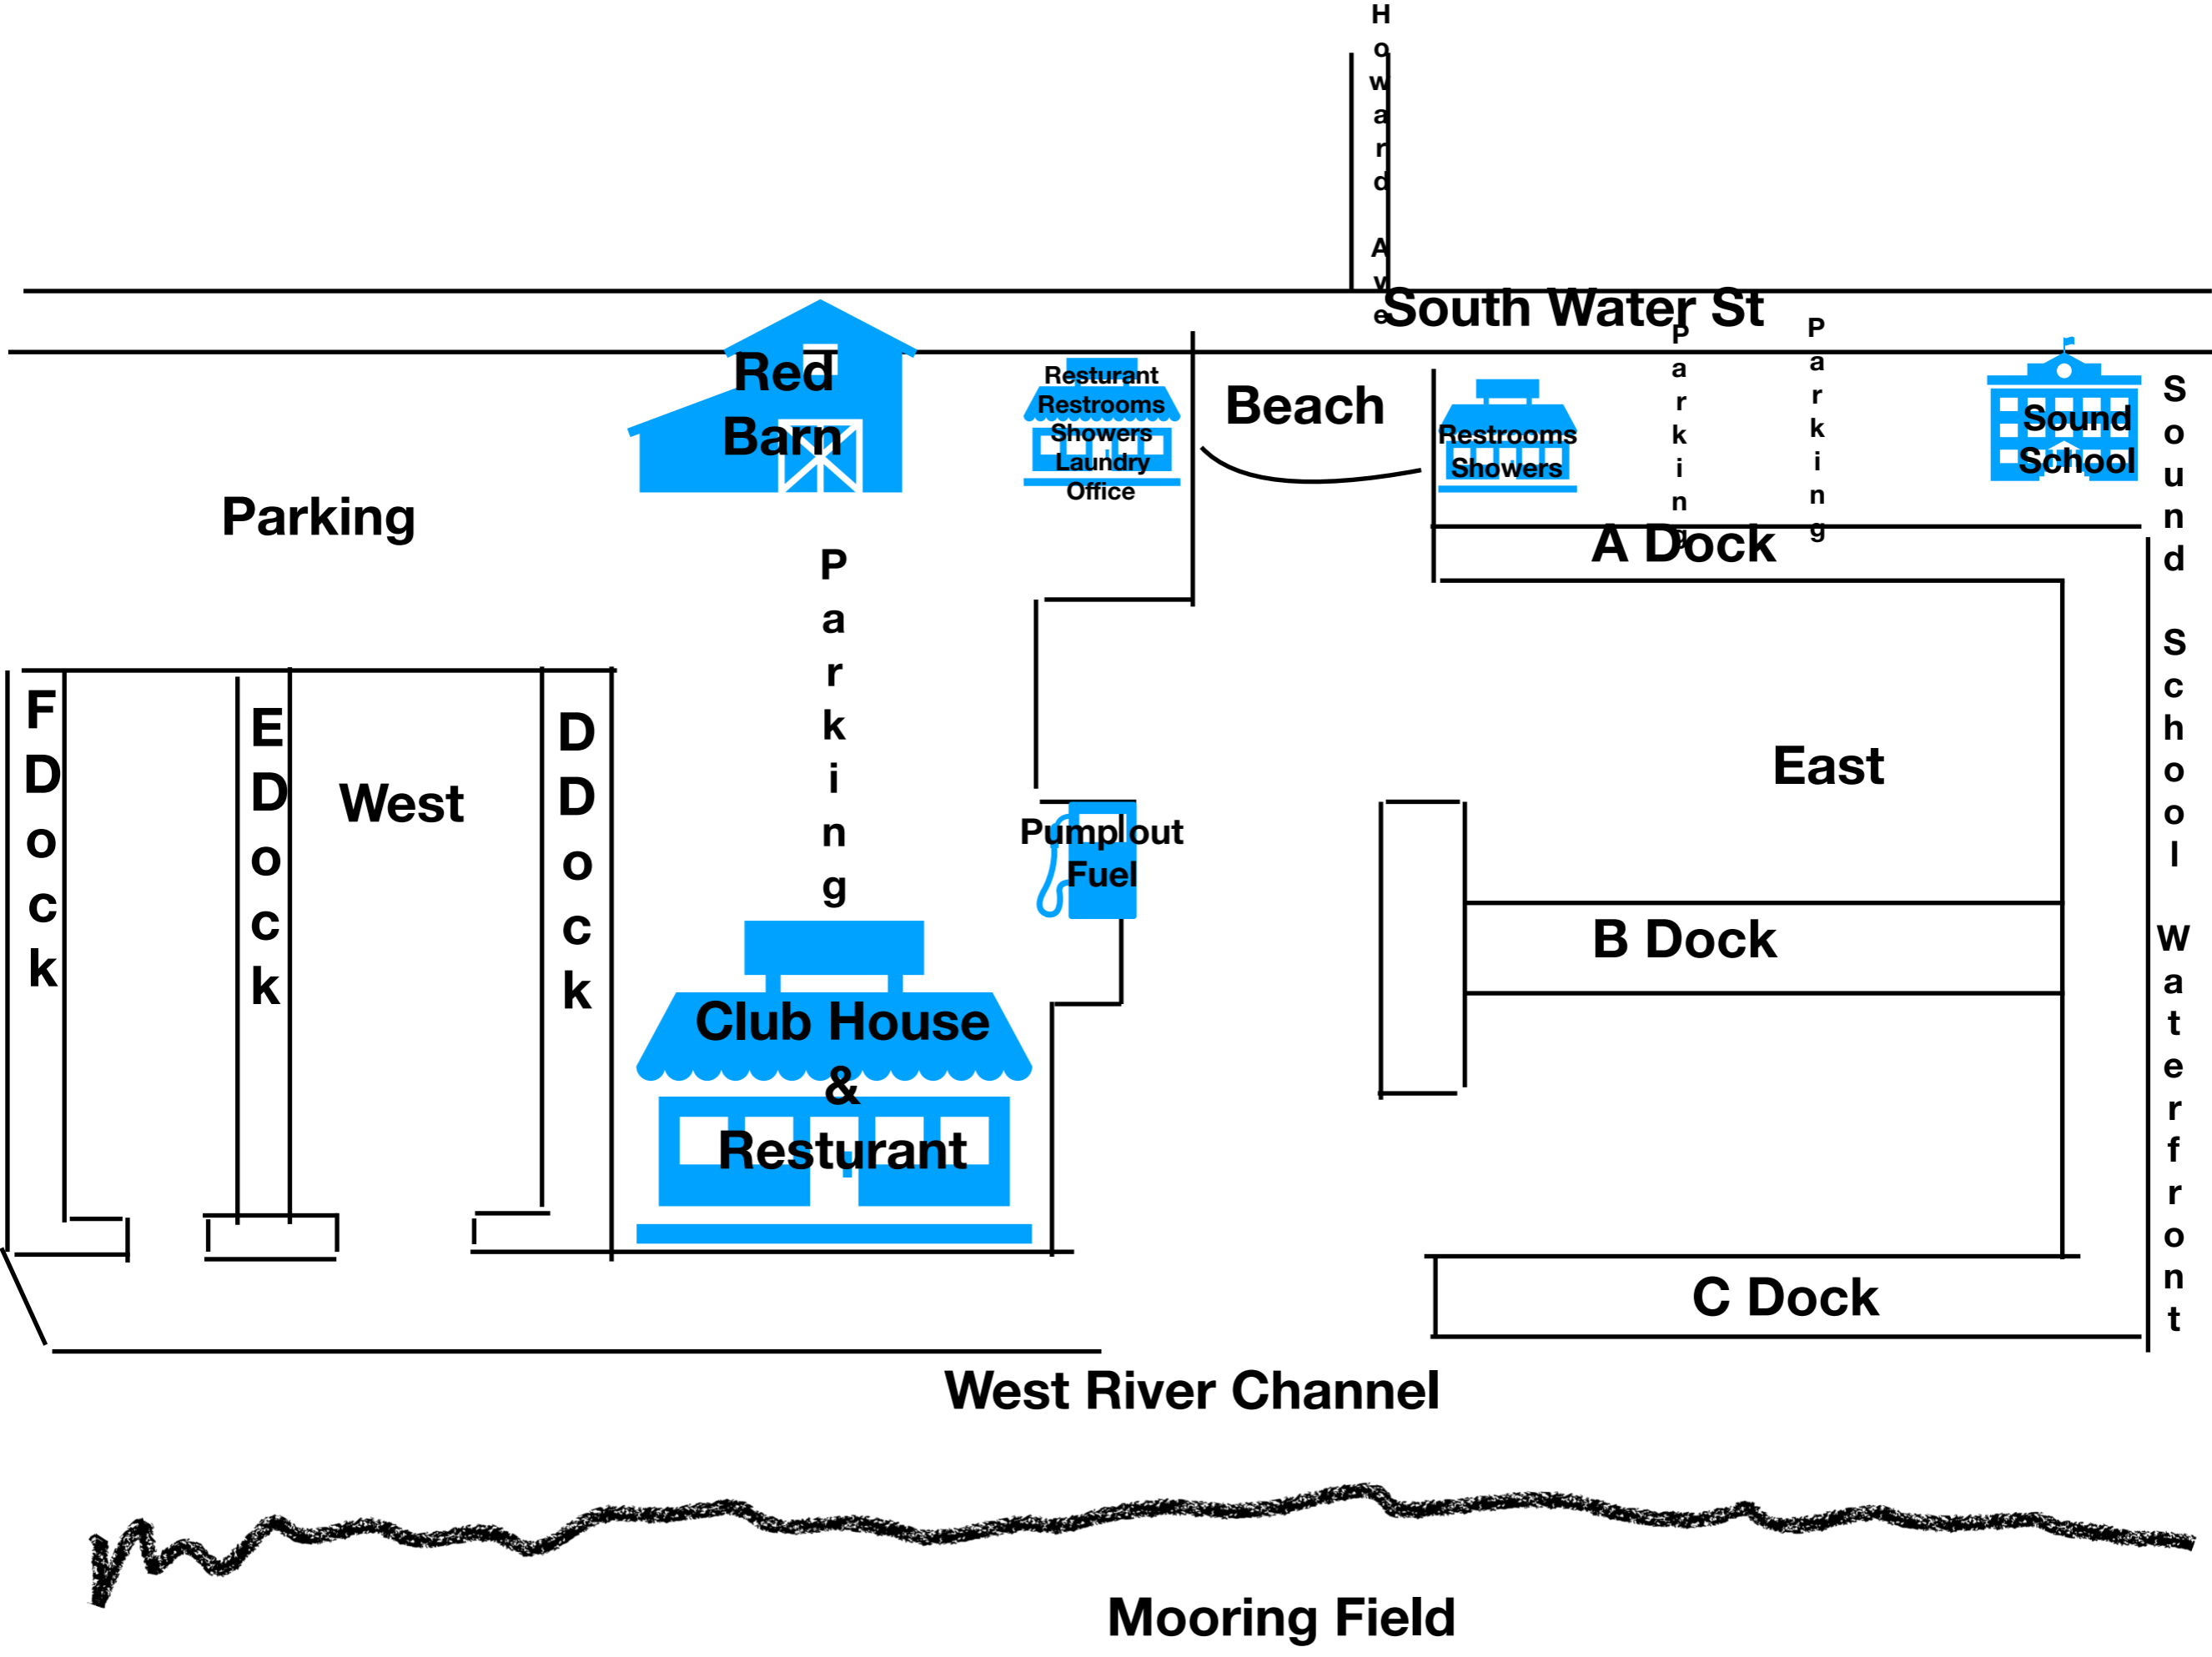 Howard Ave
South Water St
Red
Barn
Resturant
Restrooms
Showers
Laundry
Office
Beach
Restrooms
Showers
Parking
Parking
Sound
School
Sound School Waterfront
Parking
Parking
A Dock
F Dock
E Dock
West
D Dock
East
Pump out
Fuel
B Dock
Club House
&
Resturant
C Dock
West River Channel
Mooring Field